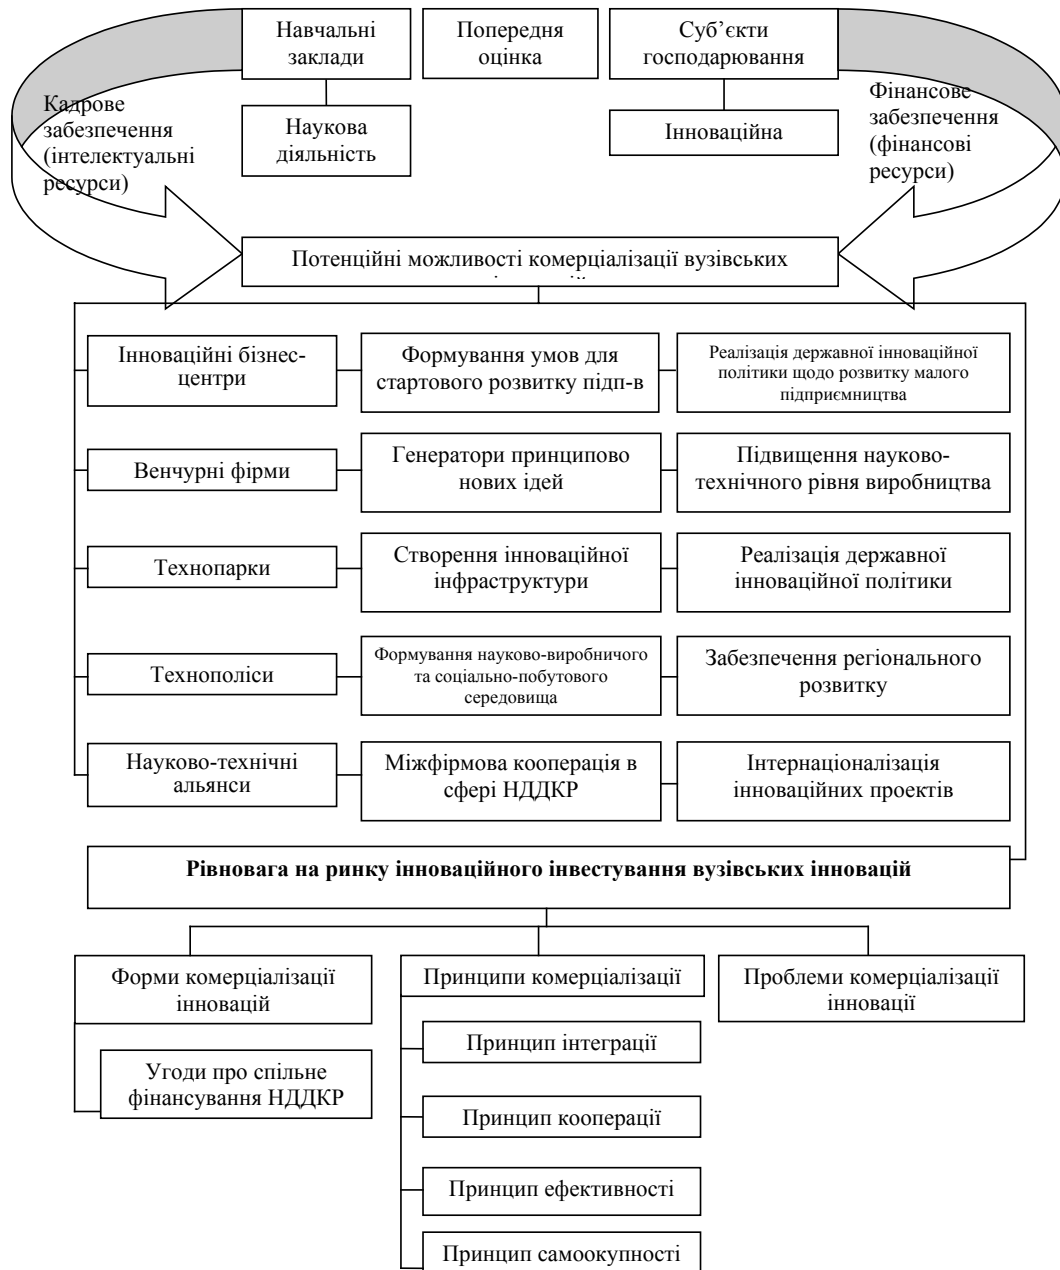 Навчальні
заклади
Попередня
оцінка
Суб’єкти
господарювання
Кадрове
забезпечення
(інтелектуальні
ресурси)
Наукова
діяльність
Інноваційна
Фінансове
забезпечення
(фінансові
ресурси)
Потенційні можливості комерціалізації вузівських
Інноваційні бізнес-
центри
Формування умов для
стартового розвитку підп-в
Реалізація державної інноваційної
політики щодо розвитку малого
підприємництва
Венчурні фірми
Генератори принципово
нових ідей
Підвищення науково-
технічного рівня виробництва
Технопарки
Створення інноваційної
інфраструктури
Реалізація державної
інноваційної політики
Технополіси
Формування науково-виробничого
та соціально-побутового
середовища
Забезпечення регіонального
розвитку
Науково-технічні
альянси
Міжфірмова кооперація в
сфері НДДКР
Інтернаціоналізація
інноваційних проектів
Рівновага на ринку інноваційного інвестування вузівських інновацій
Форми комерціалізації
інновацій
Принципи комерціалізації
Проблеми комерціалізації
інновації
Угоди про спільне
фінансування НДДКР
Принцип інтеграції
Принцип кооперації
Принцип ефективності
Принцип самоокупності